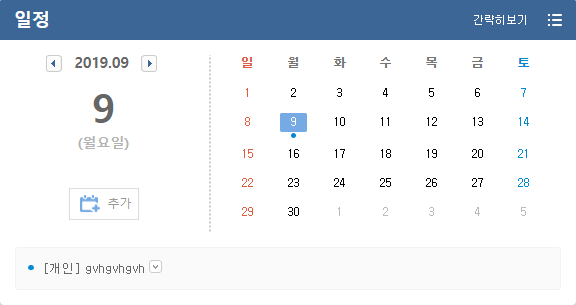 일정 간략히보기
2019.09
9
(월요일)
추가
일 월 화 수 목 금 토
1 2 3 4 5 6 7
8 9 10 11 12 13 14
15 16 17 18 19 20 21
22 23 24 25 26 27 28
29 30 1 2 3 4 5
[개인] gvhgvhgvh